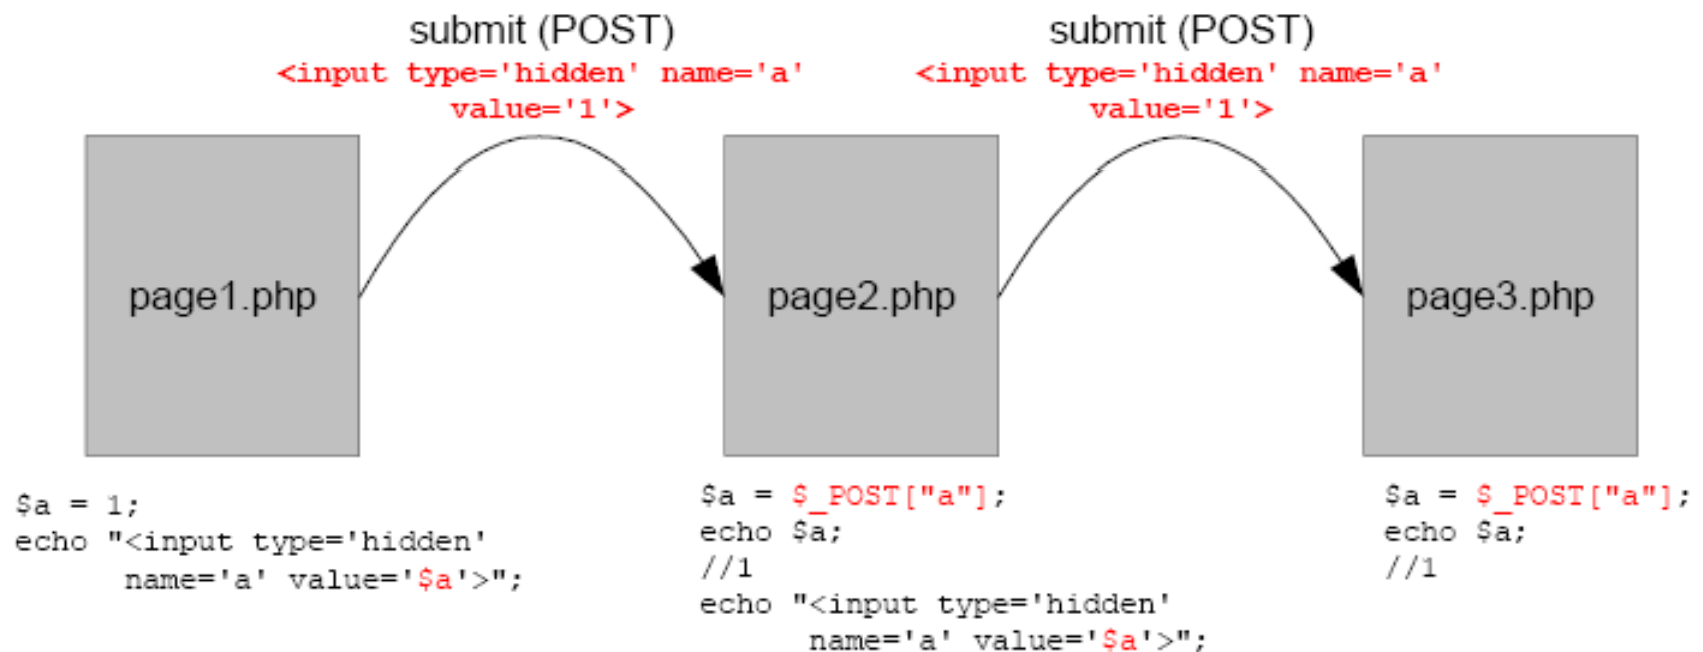 submit (POST)
<input type='hidden' name='a'
value='1'>
submit (POST)
<input type='hidden' name='a'
value='1'>
page1.php
page2.php
page3.php
$a = 1;
echo "<input type='hidden'
name='a' value='$a'>";
$a = $_POST["a"];
echo $a;
//1
echo "<input type='hidden'
name='a' value='$a'>";
$a = $_POST["a"];
echo $a;
//1